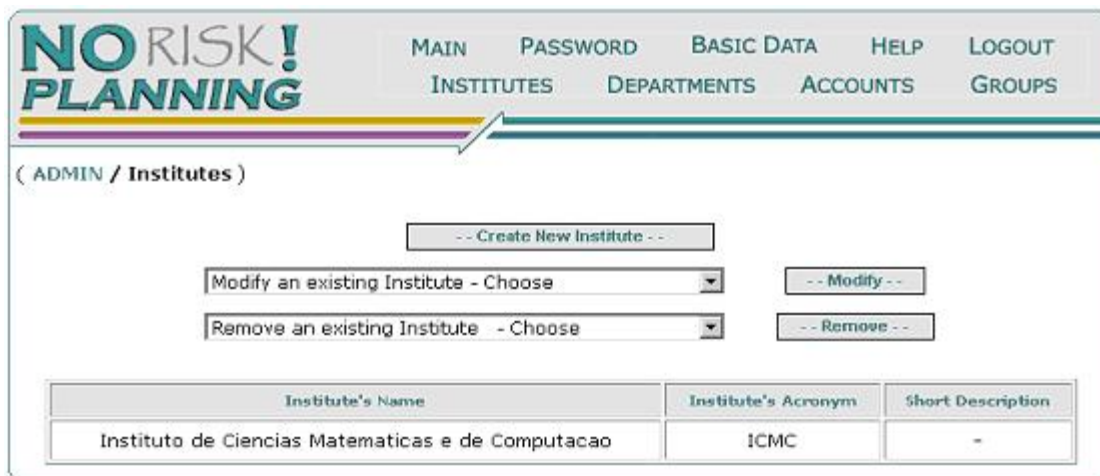 NO RISK!
PLANNING
MAIN PASSWORD BASIC DATA HELP LOGOUT
INSTITUTES DEPARTMENTS ACCOUNTS GROUPS
( ADMIN / Institutes )
- - Create New Institute - -
Modify an existing Institute - Choose - - Modify - -
Remove an existing Institute - Choose - - Remove - -
Institute's Name Institute's Acronym Short Description
Instituto de Ciencias Matematicas e de Computacao ICMC -